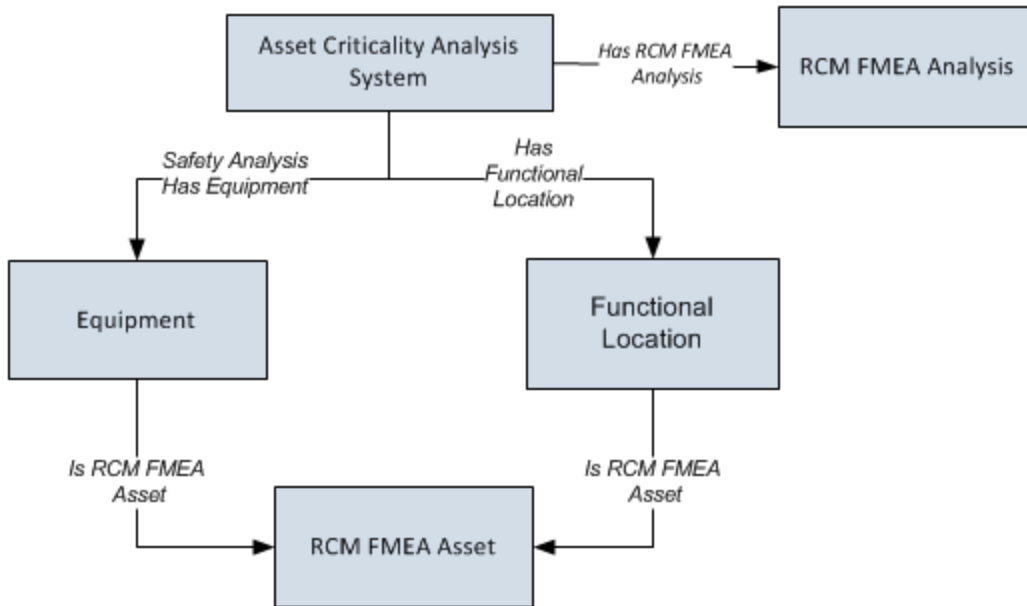 Asset Criticality Analysis
System
Has RCM FMEA
Analysis
RCM FMEA Analysis
Safety Analysis
Has Equipment
Has
Functional
Location
Equipment
Functional
Location
Is RCM FMEA
Asset
Is RCM FMEA
Asset
RCM FMEA Asset